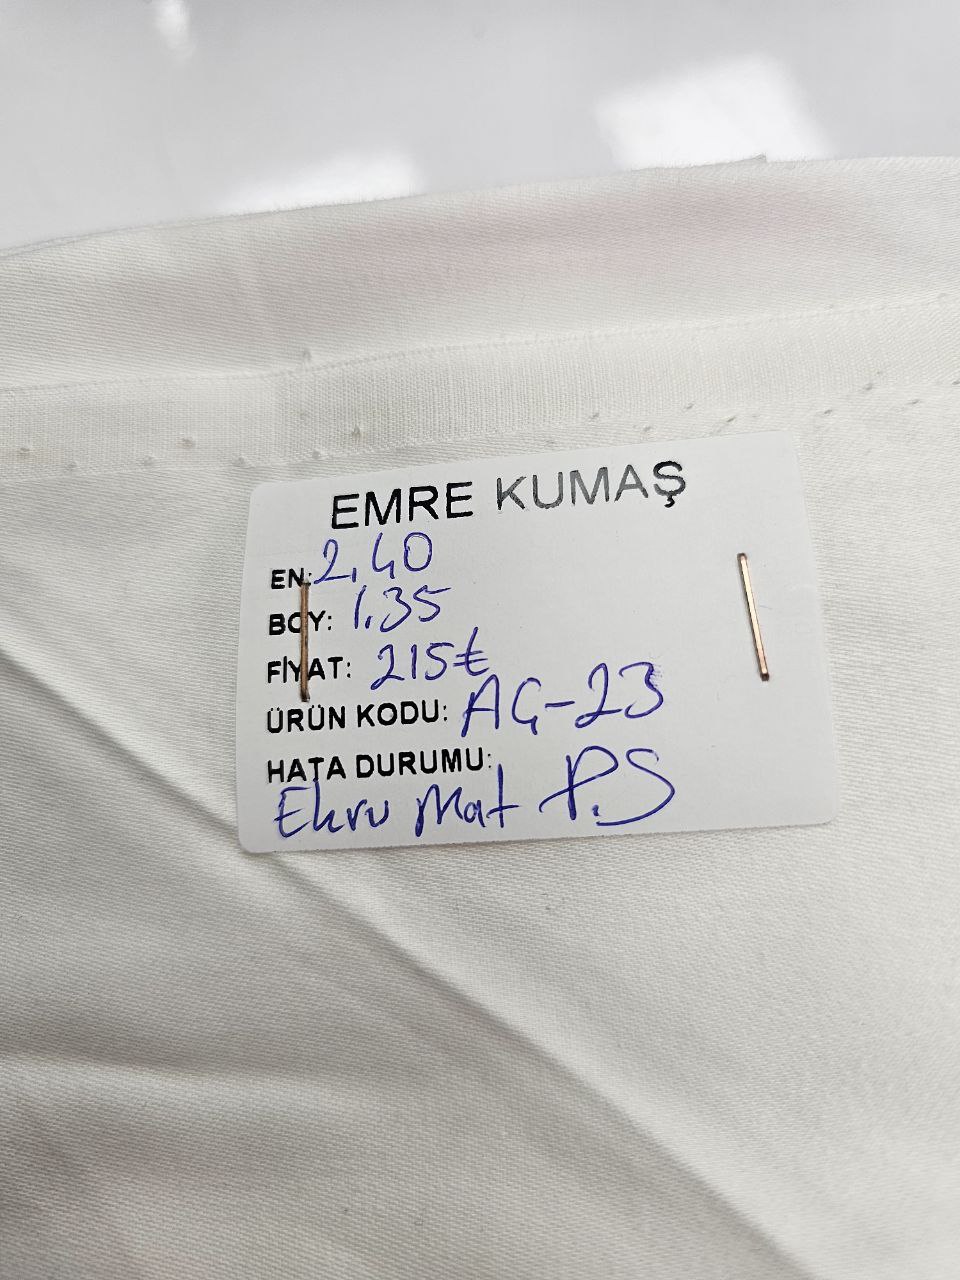 EMRE KUMAŞ
EN: 2,40
BOY: 1.35
FİYAT: 215₺
ÜRÜN KODU: AG-23
HATA DURUMU:
Ekru Mat P.S